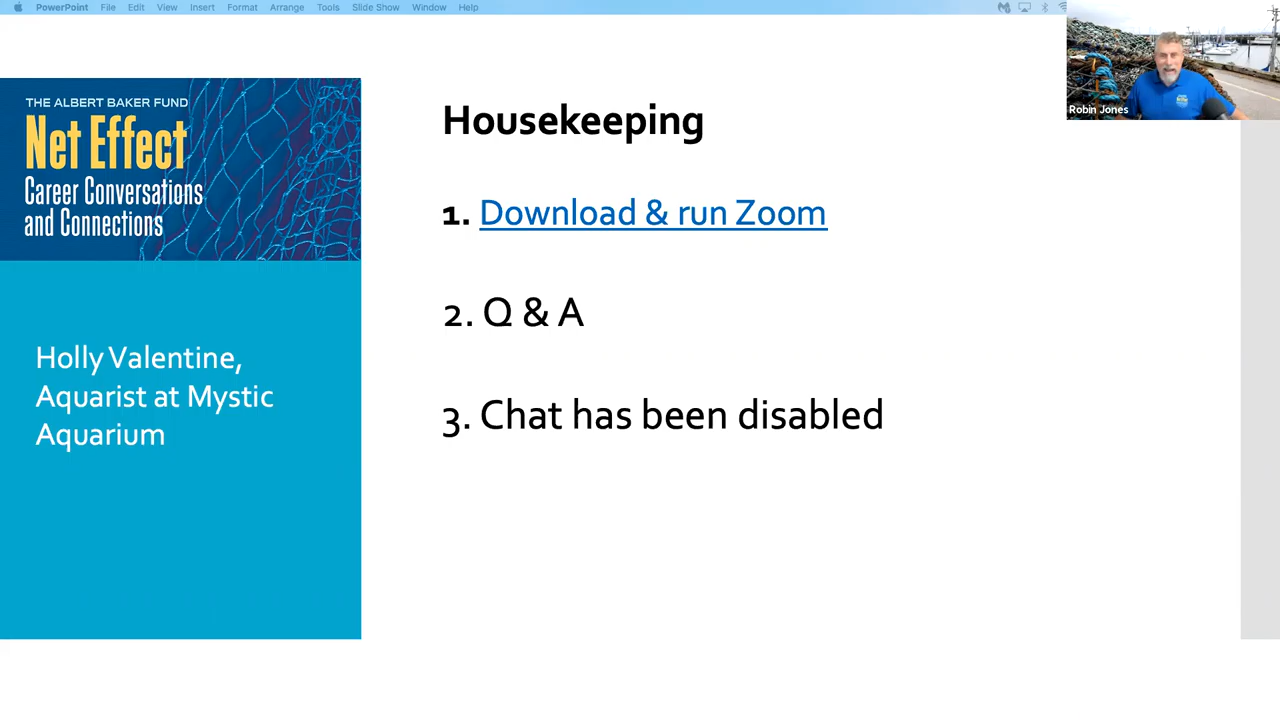 PowerPoint File Edit View Insert Format Arrange Tools Slide Show Window Help
THE ALBERT BAKER FUND
Net Effect
Career Conversations
and Connections
Holly Valentine,
Aquarist at Mystic
Aquarium
Housekeeping
1. Download & run Zoom
2. Q & A
3. Chat has been disabled
Robin Jones